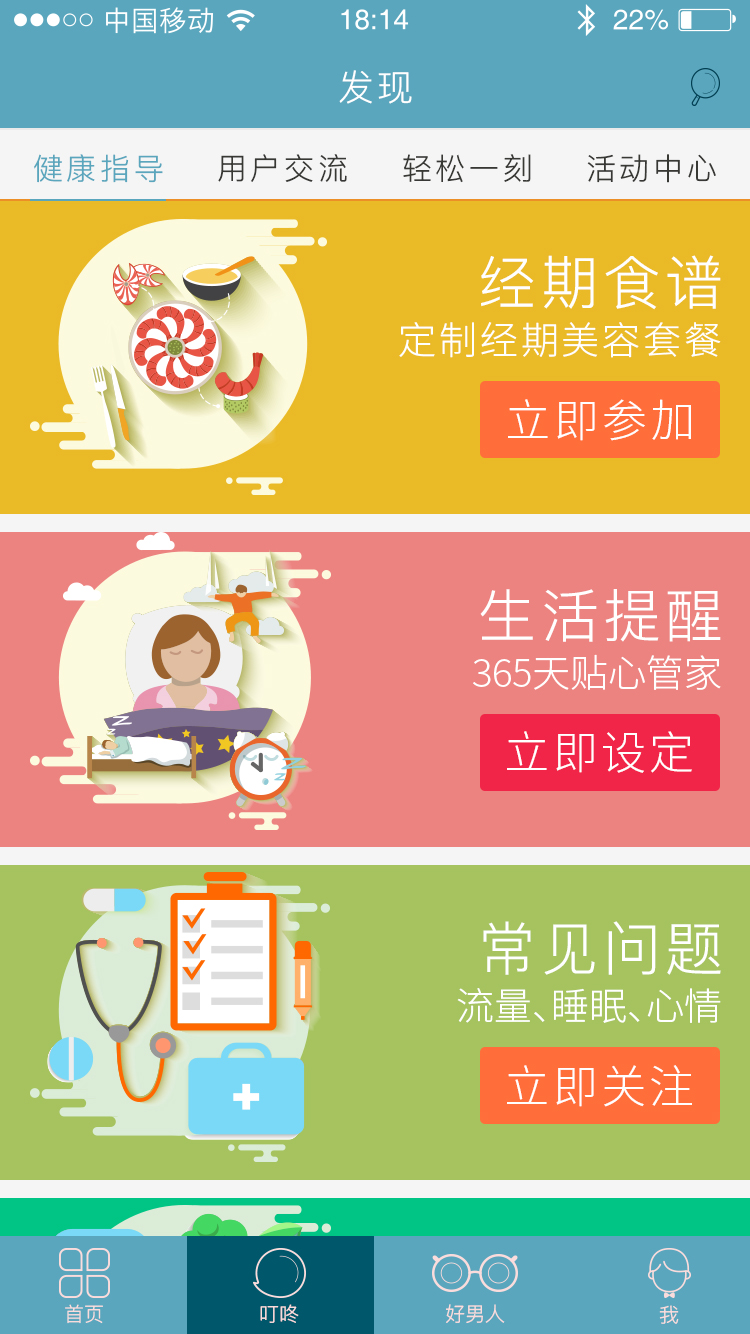 中国移动 18:14 22%
发现
健康指导 用户交流 轻松一刻 活动中心
经期食谱
定制经期美容套餐
立即参加
生活提醒
365天贴心管家
立即设定
常见问题
流量、睡眠、心情
立即关注
首页 叮咚 好男人 我